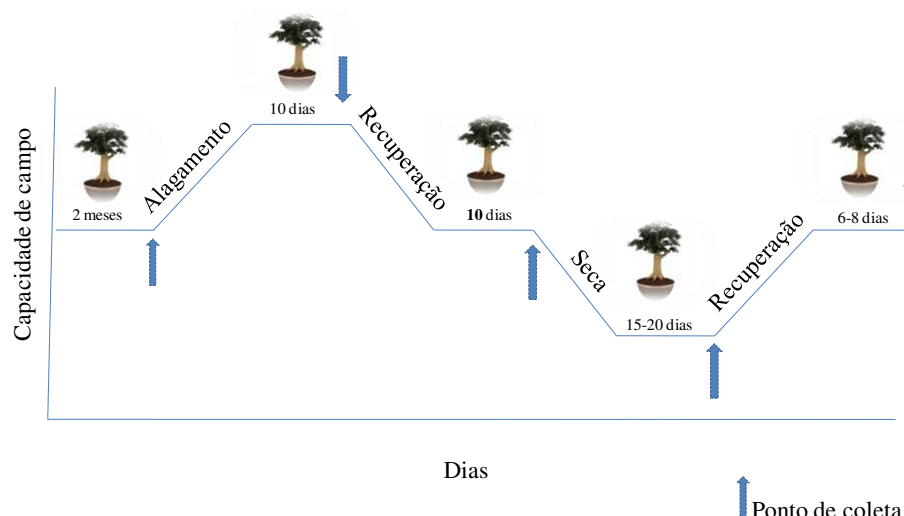 10 dias
Capacidade de campo
2 meses
Alagamento
Recuperação
10 dias
Seca
15-20 dias
Recuperação
6-8 dias
Dias
Ponto de coleta